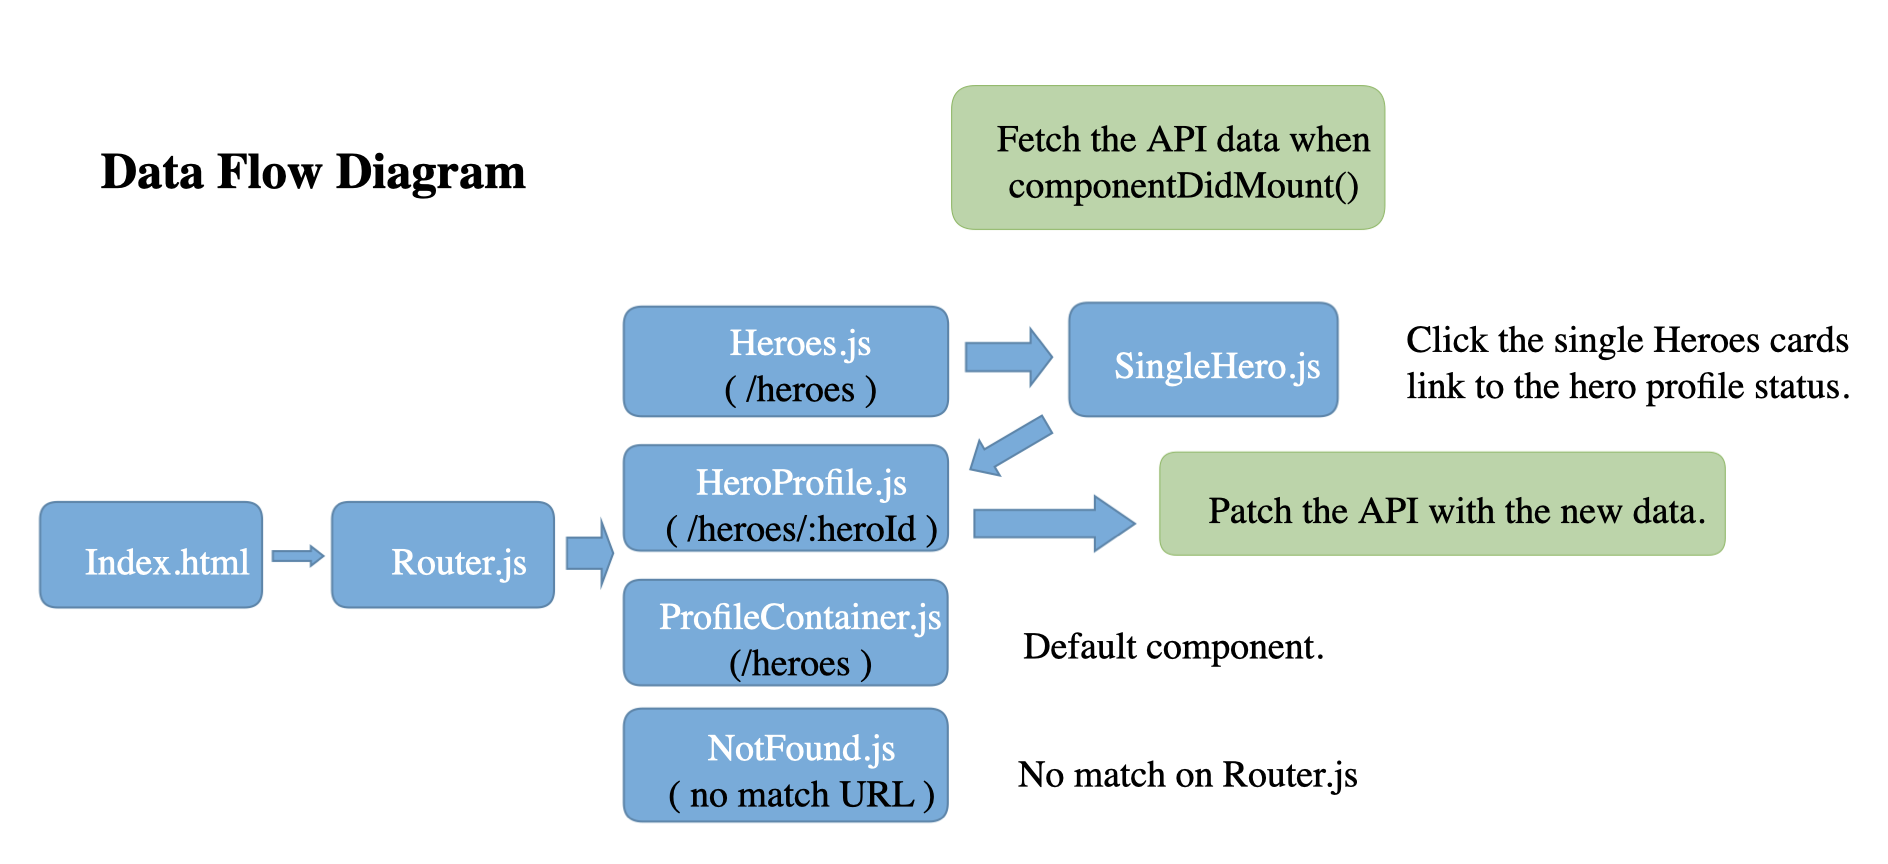 Data Flow Diagram
Fetch the API data when
componentDidMount()
Heroes.js
( /heroes )
SingleHero.js
Click the single Heroes cards
link to the hero profile status.
HeroProfile.js
( /heroes/:heroId )
Patch the API with the new data.
Index.html
Router.js
ProfileContainer.js
(/heroes )
Default component.
NotFound.js
( no match URL )
No match on Router.js